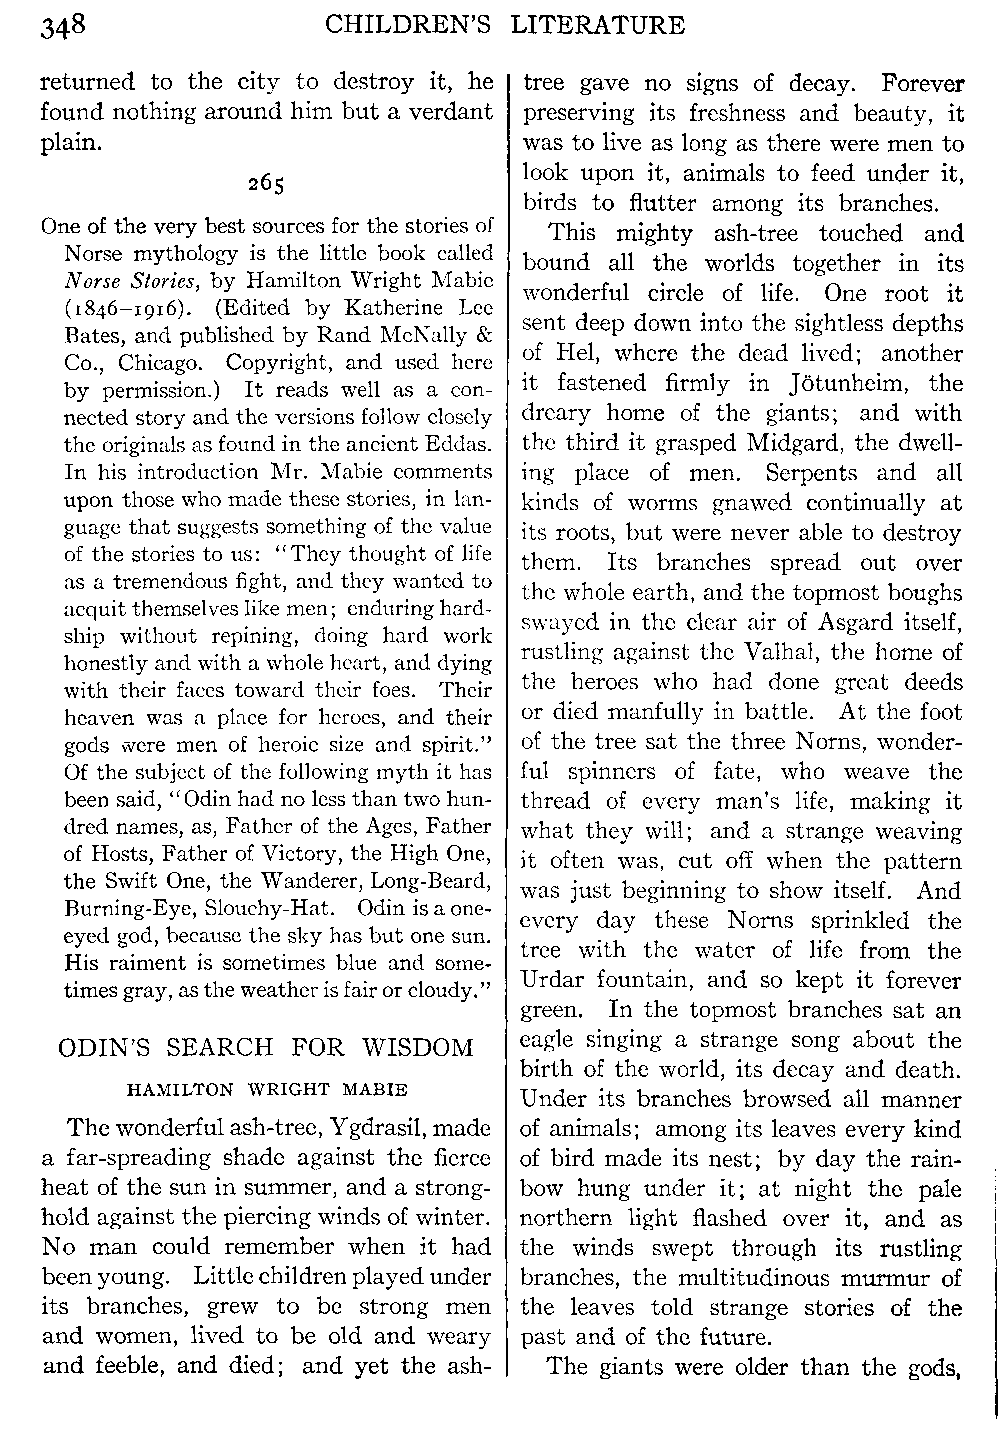 348 CHILDREN'S LITERATURE
returned to the city to destroy it, he
found nothing around him but a verdant
plain.
265
One of the very best sources for the stories of
Norse mythology is the little book called
Norse Stories, by Hamilton Wright Mabie
(1846–1916). (Edited by Katherine Lee
Bates, and published by Rand McNally &
Co., Chicago. Copyright, and used here
by permission.) It reads well as a con-
nected story and the versions follow closely
the originals as found in the ancient Eddas.
In his introduction Mr. Mabie comments
upon those who made these stories, in lan-
guage that suggests something of the value
of the stories to us: "They thought of life
as a tremendous fight, and they wanted to
acquit themselves like men; enduring hard-
ship without repining, doing hard work
honestly and with a whole heart, and dying
with their faces toward their foes. Their
heaven was a place for heroes, and their
gods were men of heroic size and spirit."
Of the subject of the following myth it has
been said, "Odin had no less than two hun-
dred names, as, Father of the Ages, Father
of Hosts, Father of Victory, the High One,
the Swift One, the Wanderer, Long-Beard,
Burning-Eye, Slouchy-Hat. Odin is a one-
eyed god, because the sky has but one sun.
His raiment is sometimes blue and some-
times gray, as the weather is fair or cloudy."
ODIN'S SEARCH FOR WISDOM
HAMILTON WRIGHT MABIE
The wonderful ash-tree, Ygdrasil, made
a far-spreading shade against the fierce
heat of the sun in summer, and a strong-
hold against the piercing winds of winter.
No man could remember when it had
been young. Little children played under
its branches, grew to be strong men
and women, lived to be old and weary
and feeble, and died; and yet the ash-
tree gave no signs of decay. Forever
preserving its freshness and beauty, it
was to live as long as there were men to
look upon it, animals to feed under it,
birds to flutter among its branches.
This mighty ash-tree touched and
bound all the worlds together in its
wonderful circle of life. One root it
sent deep down into the sightless depths
of Hel, where the dead lived; another
it fastened firmly in Jötunheim, the
dreary home of the giants; and with
the third it grasped Midgard, the dwell-
ing place of men. Serpents and all
kinds of worms gnawed continually at
its roots, but were never able to destroy
them. Its branches spread out over
the whole earth, and the topmost boughs
swayed in the clear air of Asgard itself,
rustling against the Valhal, the home of
the heroes who had done great deeds
or died manfully in battle. At the foot
of the tree sat the three Norns, wonder-
ful spinners of fate, who weave the
thread of every man's life, making it
what they will; and a strange weaving
it often was, cut off when the pattern
was just beginning to show itself. And
every day these Norns sprinkled the
tree with the water of life from the
Urdar fountain, and so kept it forever
green. In the topmost branches sat an
eagle singing a strange song about the
birth of the world, its decay and death.
Under its branches browsed all manner
of animals; among its leaves every kind
of bird made its nest; by day the rain-
bow hung under it; at night the pale
northern light flashed over it, and as
the winds swept through its rustling
branches, the multitudinous murmur of
the leaves told strange stories of the
past and of the future.
The giants were older than the gods,